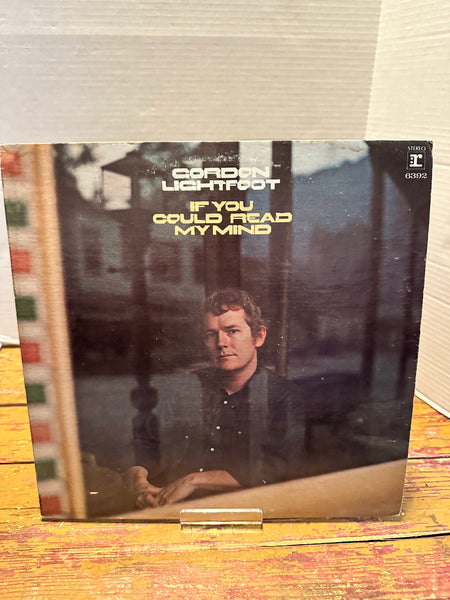 GORDON
LIGHTFOOT
IF YOU
COULD READ
MY MIND
STEREO
r
6392